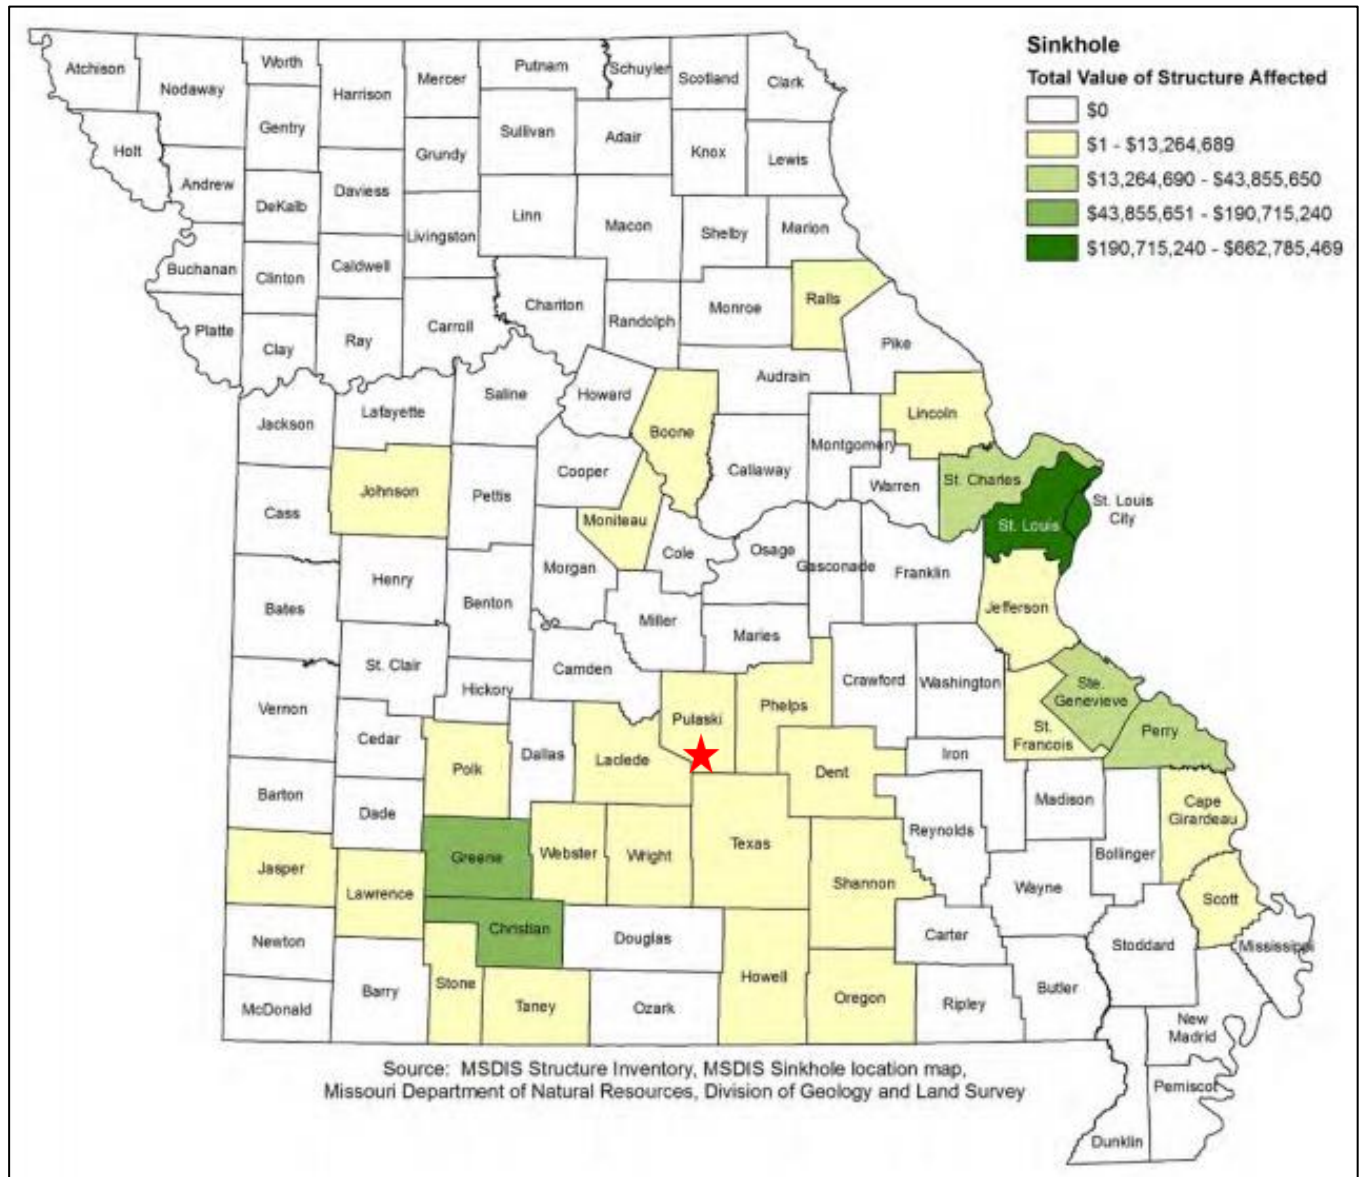 Sinkhole
Total Value of Structure Affected
$0
$1 - $13,264,689
$13,264,690 - $43,855,650
$43,855,651 - $190,715,240
$190,715,240 - $662,785,469
Atchison
Nodaway
Worth
Harrison
Mercer
Putnam
Schuyler
Scotland
Clark
Holt
Gentry
Sullivan
Adair
Knox
Lewis
Grundy
Andrew
DeKalb
Daviess
Livingston
Linn
Macon
Shelby
Marion
Buchanan
Clinton
Caldwell
Chariton
Randolph
Monroe
Ralls
Platte
Clay
Ray
Carroll
Pike
Audrain
Saline
Howard
Lincoln
Jackson
Lafayette
Boone
Montgomery
Callaway
Cooper
Johnson
Pettis
Warren
St. Charles
Cass
Moniteau
St. Louis
St. Louis
City
Cole
Osage
Gasconade
Franklin
Morgan
Henry
Benton
Bates
Miller
Maries
Jefferson
St. Clair
Camden
Hickory
Crawford
Washington
Ste.
Genevieve
Vernon
Cedar
Pulaski
Phelps
St.
Francois
Perry
Polk
Dallas
Laclede
Dent
Iron
Barton
Dade
Madison
Cape
Girardeau
Reynolds
Jasper
Greene
Webster
Wright
Texas
Bollinger
Lawrence
Shannon
Wayne
Scott
Newton
Christian
Douglas
Carter
Stoddard
Mississippi
McDonald
Barry
Stone
Taney
Ozark
Howell
Oregon
Ripley
Butler
New
Madrid
Pemiscot
Dunklin
Source: MSDIS Structure Inventory, MSDIS Sinkhole location map,
Missouri Department of Natural Resources, Division of Geology and Land Survey